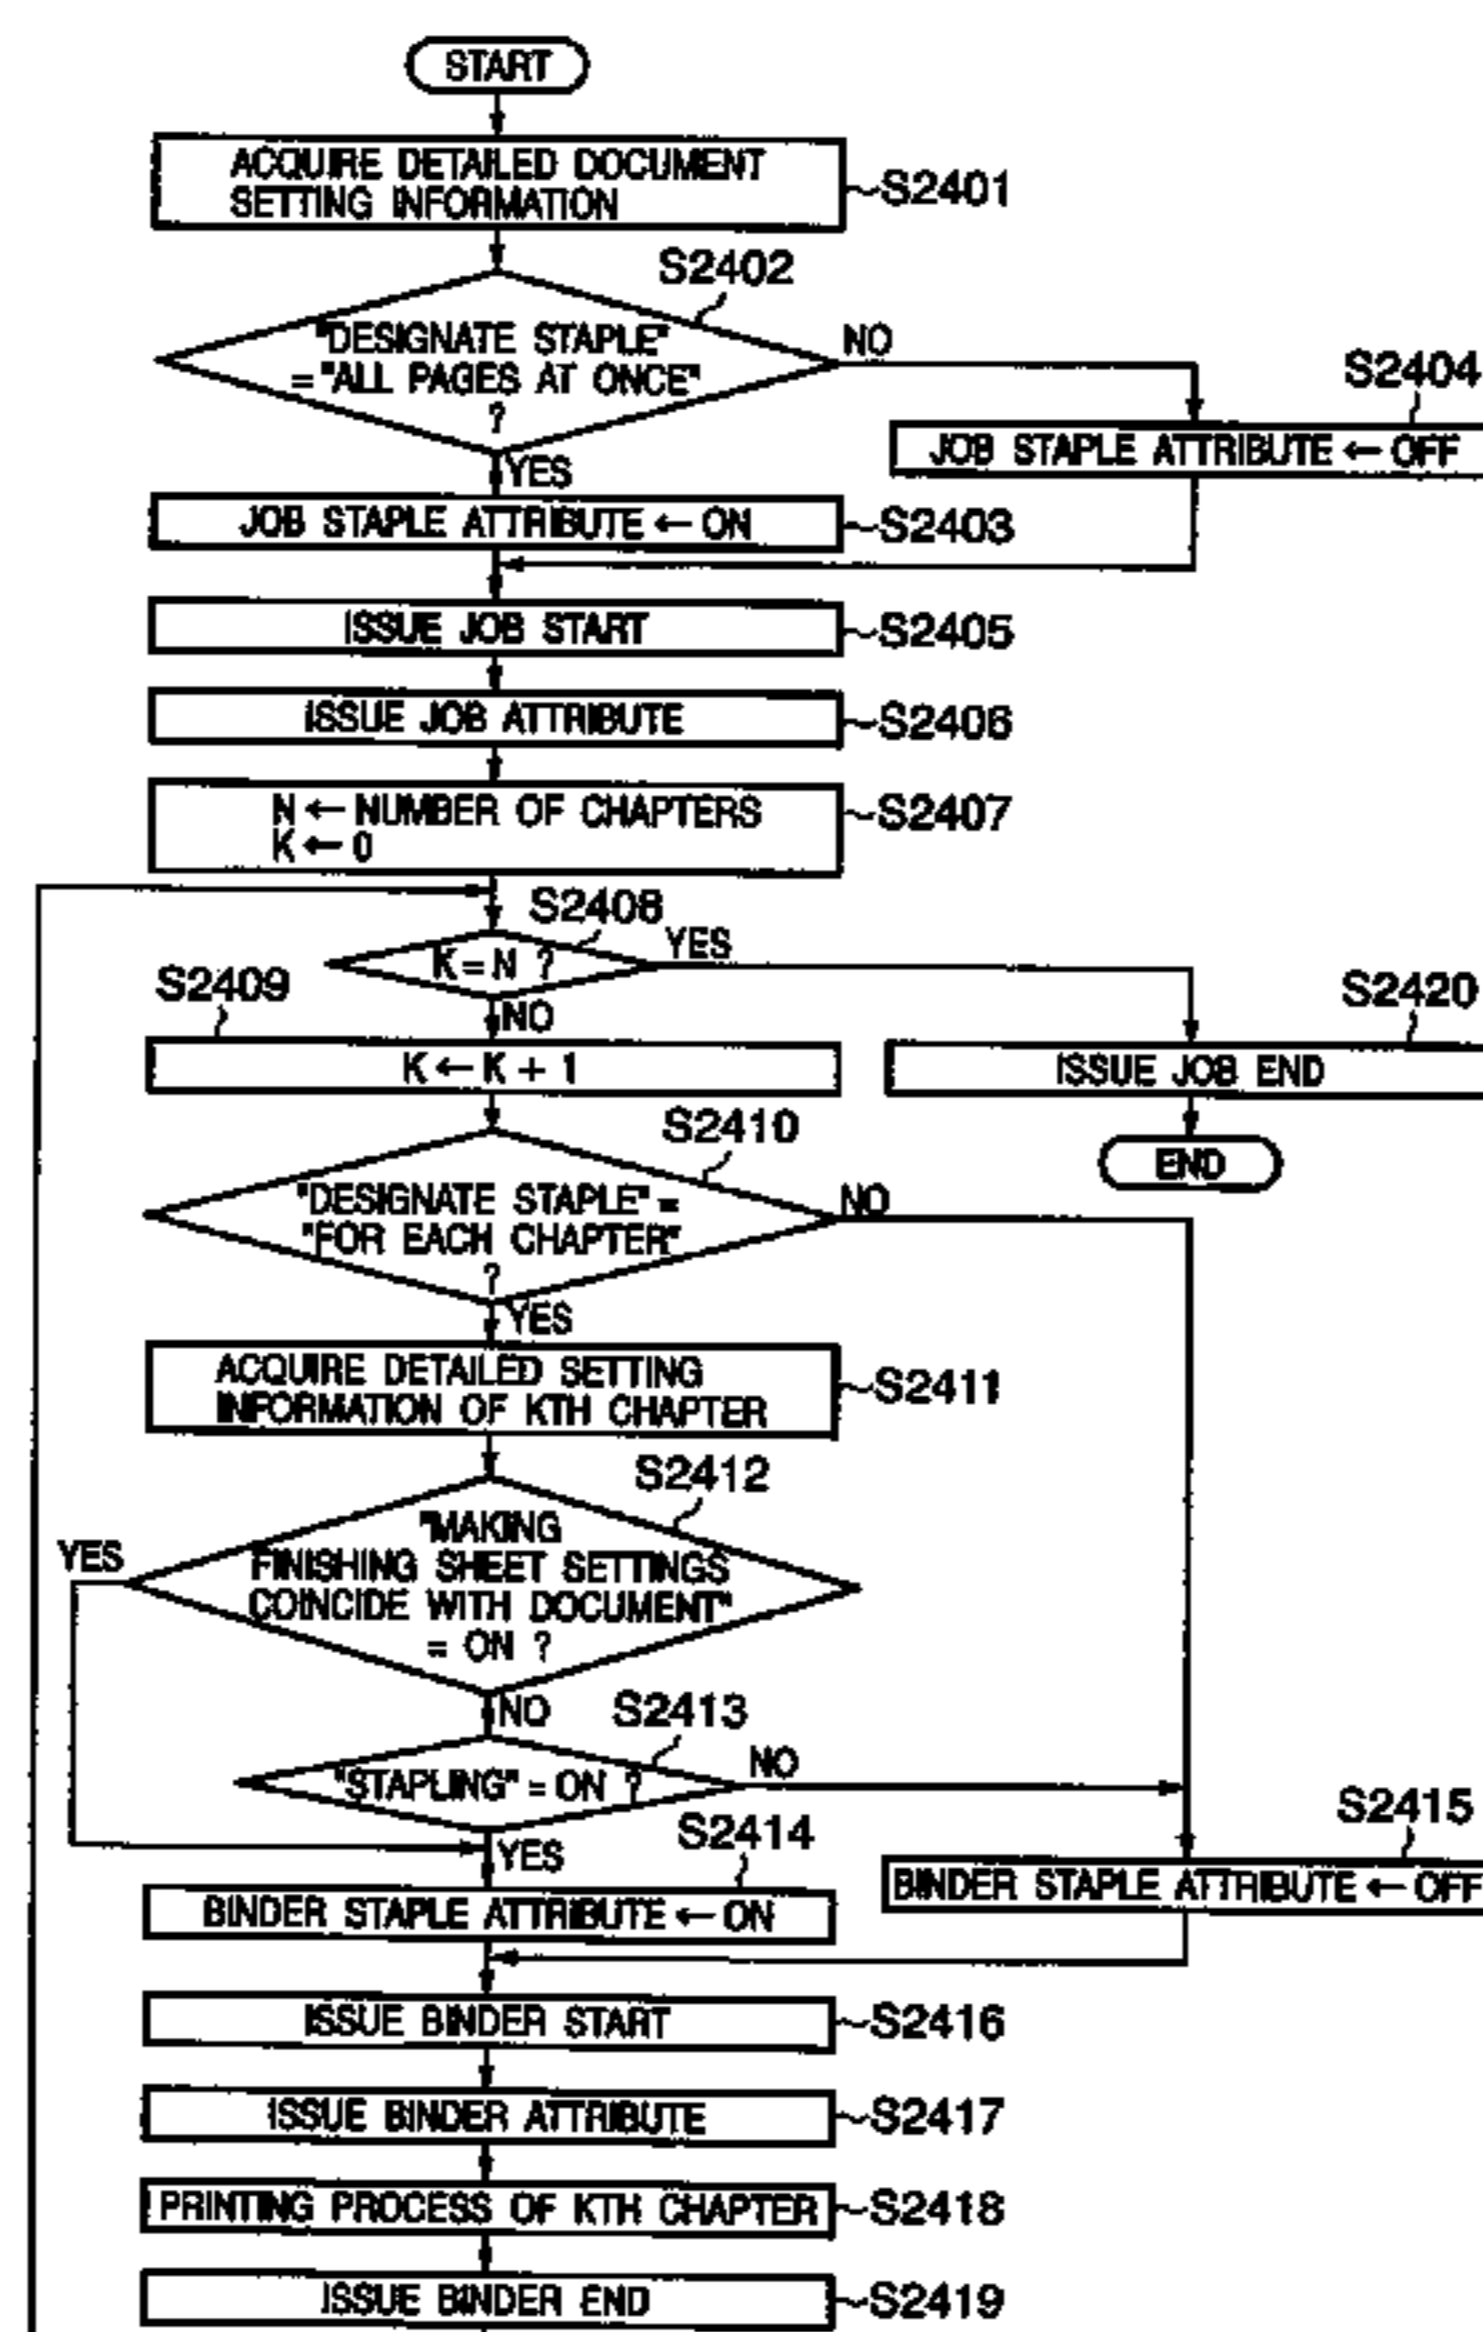 START
ACQUIRE DETAILED DOCUMENT
SETTING INFORMATION
S2401
S2402
"DESIGNATE STAPLE"
= "ALL PAGES AT ONCE"
?
NO
S2404
JOB STAPLE ATTRIBUTE ← OFF
YES
JOB STAPLE ATTRIBUTE ← ON
S2403
ISSUE JOB START
S2405
ISSUE JOB ATTRIBUTE
S2406
N ← NUMBER OF CHAPTERS
K ← 0
S2407
S2408
K = N ?
YES
S2409
NO
S2420
K ← K + 1
ISSUE JOB END
S2410
END
"DESIGNATE STAPLE" =
"FOR EACH CHAPTER"
?
NO
YES
ACQUIRE DETAILED SETTING
INFORMATION OF KTH CHAPTER
S2411
S2412
"MAKING
FINISHING SHEET SETTINGS
COINCIDE WITH DOCUMENT"
= ON ?
YES
NO
S2413
"STAPLING" = ON ?
NO
S2415
YES
S2414
BINDER STAPLE ATTRIBUTE ← OFF
BINDER STAPLE ATTRIBUTE ← ON
ISSUE BINDER START
S2416
ISSUE BINDER ATTRIBUTE
S2417
PRINTING PROCESS OF KTH CHAPTER
S2418
ISSUE BINDER END
S2419